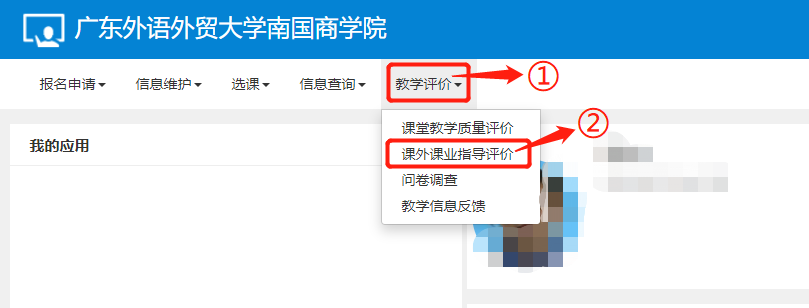 广东外语外贸大学南国商学院
报名申请 信息维护 选课 信息查询 教学评价 ①
课堂教学质量评价
②
我的应用
课外课业指导评价
问卷调查
教学信息反馈